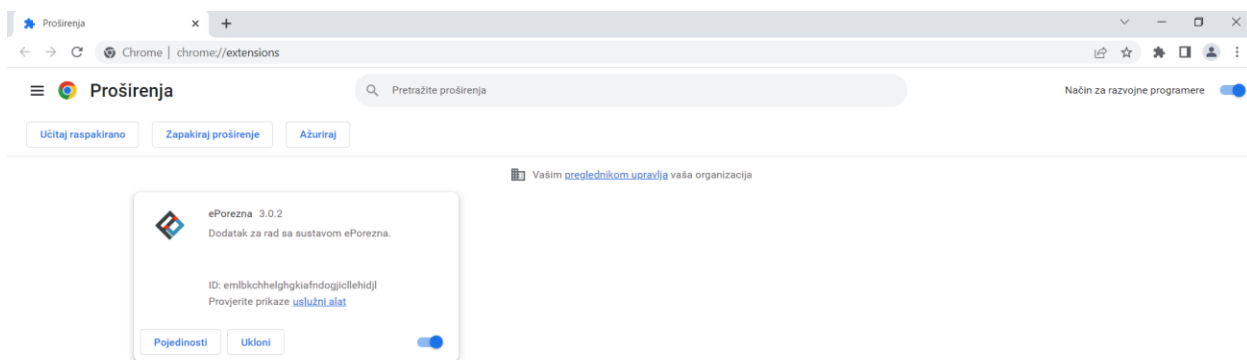 Proširenja
Chrome | chrome://extensions
Proširenja
Pretražite proširenja
Način za razvojne programere
Učitaj raspakirano
Zapakiraj proširenje
Ažuriraj
Vašim preglednikom upravlja vaša organizacija
ePorezna 3.0.2
Dodatak za rad sa sustavom ePorezna.
ID: emlbkchhelghgkiafndogjicllehidjl
Provjerite prikaze uslužni alat
Pojedinosti
Ukloni